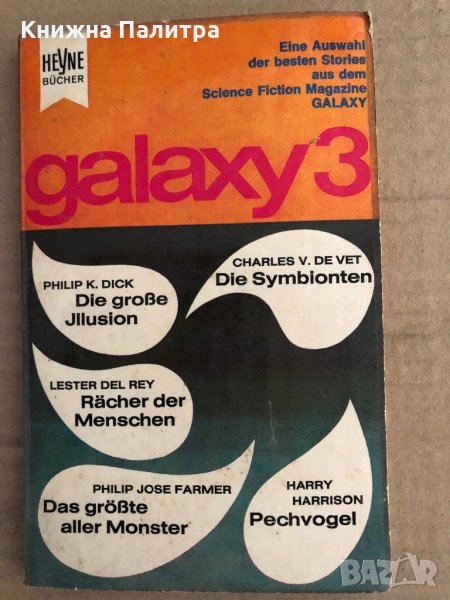 Книжна Палитра
HEYNE
BÜCHER
Eine Auswahl
der besten Stories
aus dem
Science Fiction Magazine
GALAXY
galaxy 3
CHARLES V. DE VET
Die Symbionten
PHILIP K. DICK
Die große
Jllusion
LESTER DEL REY
Rächer der
Menschen
PHILIP JOSE FARMER
Das größte
aller Monster
HARRY
HARRISON
Pechvogel
BAZAR